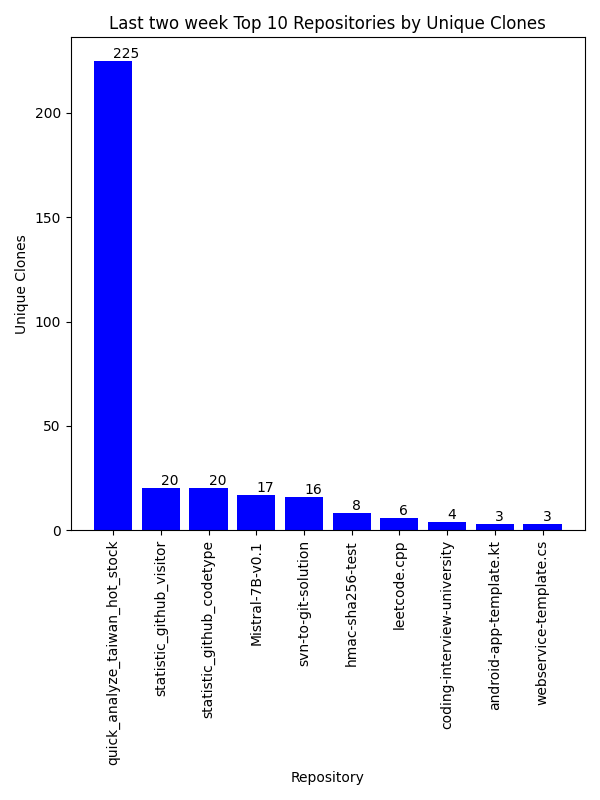 Last two week Top 10 Repositories by Unique Clones
Unique Clones
200
150
100
50
0
225
20
20
17
16
8
6
4
3
3
quick_analyze_taiwan_hot_stock
statistic_github_visitor
statistic_github_codetype
Mistral-7B-v0.1
svn-to-git-solution
hmac-sha256-test
leetcode.cpp
coding-interview-university
android-app-template.kt
webservice-template.cs
Repository